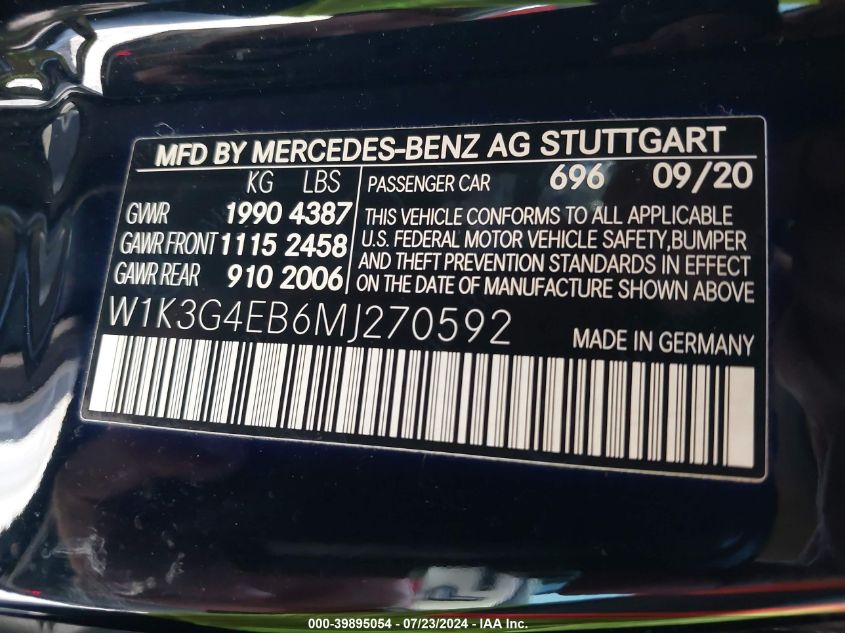 MFD BY MERCEDES-BENZ AG STUTTGART
KG LBS PASSENGER CAR 696 09/20
GVWR 1990 4387
GAWR FRONT 1115 2458
GAWR REAR 910 2006
THIS VEHICLE CONFORMS TO ALL APPLICABLE
U.S. FEDERAL MOTOR VEHICLE SAFETY,BUMPER
AND THEFT PREVENTION STANDARDS IN EFFECT
ON THE DATE OF MANUFACTURE SHOWN ABOVE
W1K3G4EB6MJ270592 MADE IN GERMANY
000-39895054 - 07/23/2024 - IAA Inc.